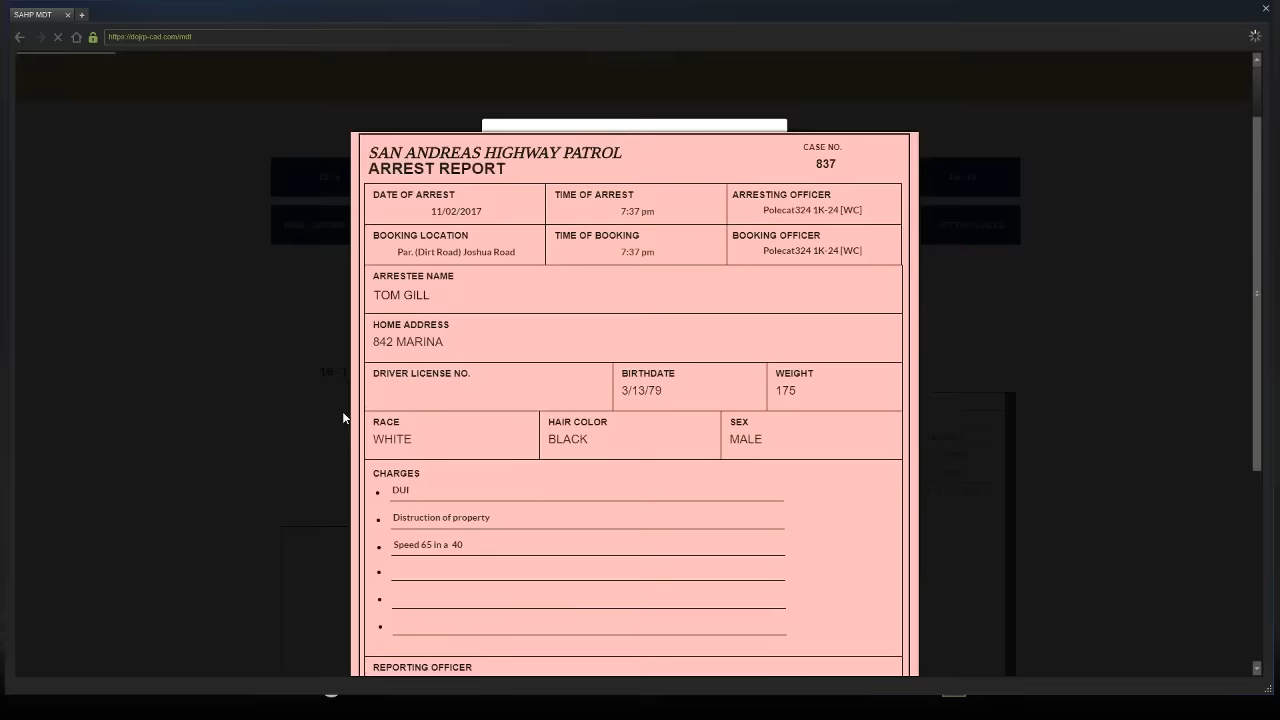 SAHP MDT
https://dojrp-cad.com/mdt
SAN ANDREAS HIGHWAY PATROL
ARREST REPORT
CASE NO.
837
DATE OF ARREST
11/02/2017
TIME OF ARREST
7:37 pm
ARRESTING OFFICER
Polecat324 1K-24 [WC]
BOOKING LOCATION
Par. (Dirt Road) Joshua Road
TIME OF BOOKING
7:37 pm
BOOKING OFFICER
Polecat324 1K-24 [WC]
ARRESTEE NAME
TOM GILL
HOME ADDRESS
842 MARINA
DRIVER LICENSE NO.
BIRTHDATE
3/13/79
WEIGHT
175
RACE
WHITE
HAIR COLOR
BLACK
SEX
MALE
CHARGES
DUI
Distruction of property
Speed 65 in a 40
REPORTING OFFICER